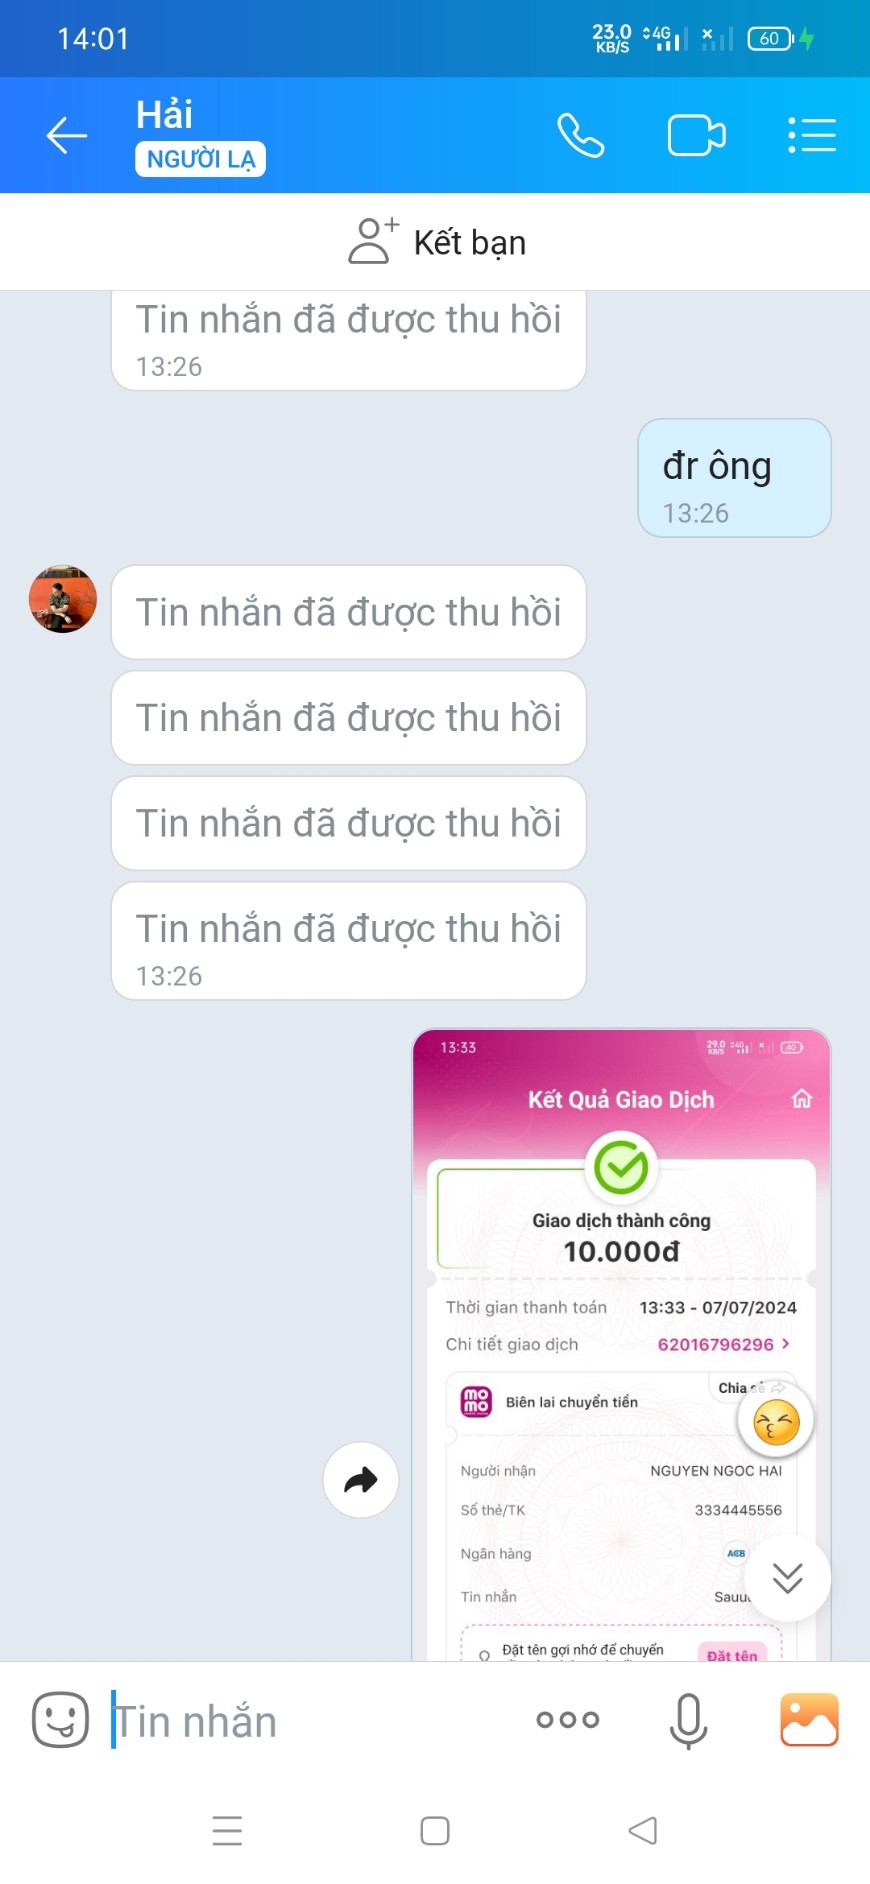 14:01
23.0
KB/S
4G
60
Hải
NGƯỜI LẠ
Kết bạn
Tin nhắn đã được thu hồi
13:26
đr ông
13:26
Tin nhắn đã được thu hồi
Tin nhắn đã được thu hồi
Tin nhắn đã được thu hồi
Tin nhắn đã được thu hồi
13:26
13:33
29.0
KB/S
4G
40
Kết Quả Giao Dịch
Giao dịch thành công
10.000đ
Thời gian thanh toán 13:33 - 07/07/2024
Chi tiết giao dịch 62016796296 >
Chia sẻ
mo
mo
Biên lai chuyển tiền
Người nhận NGUYEN NGOC HAI
Số thẻ/TK 3334445556
Ngân hàng ACB
Tin nhắn
Đặt tên gợi nhớ để chuyển
Đặt tên
Tin nhắn